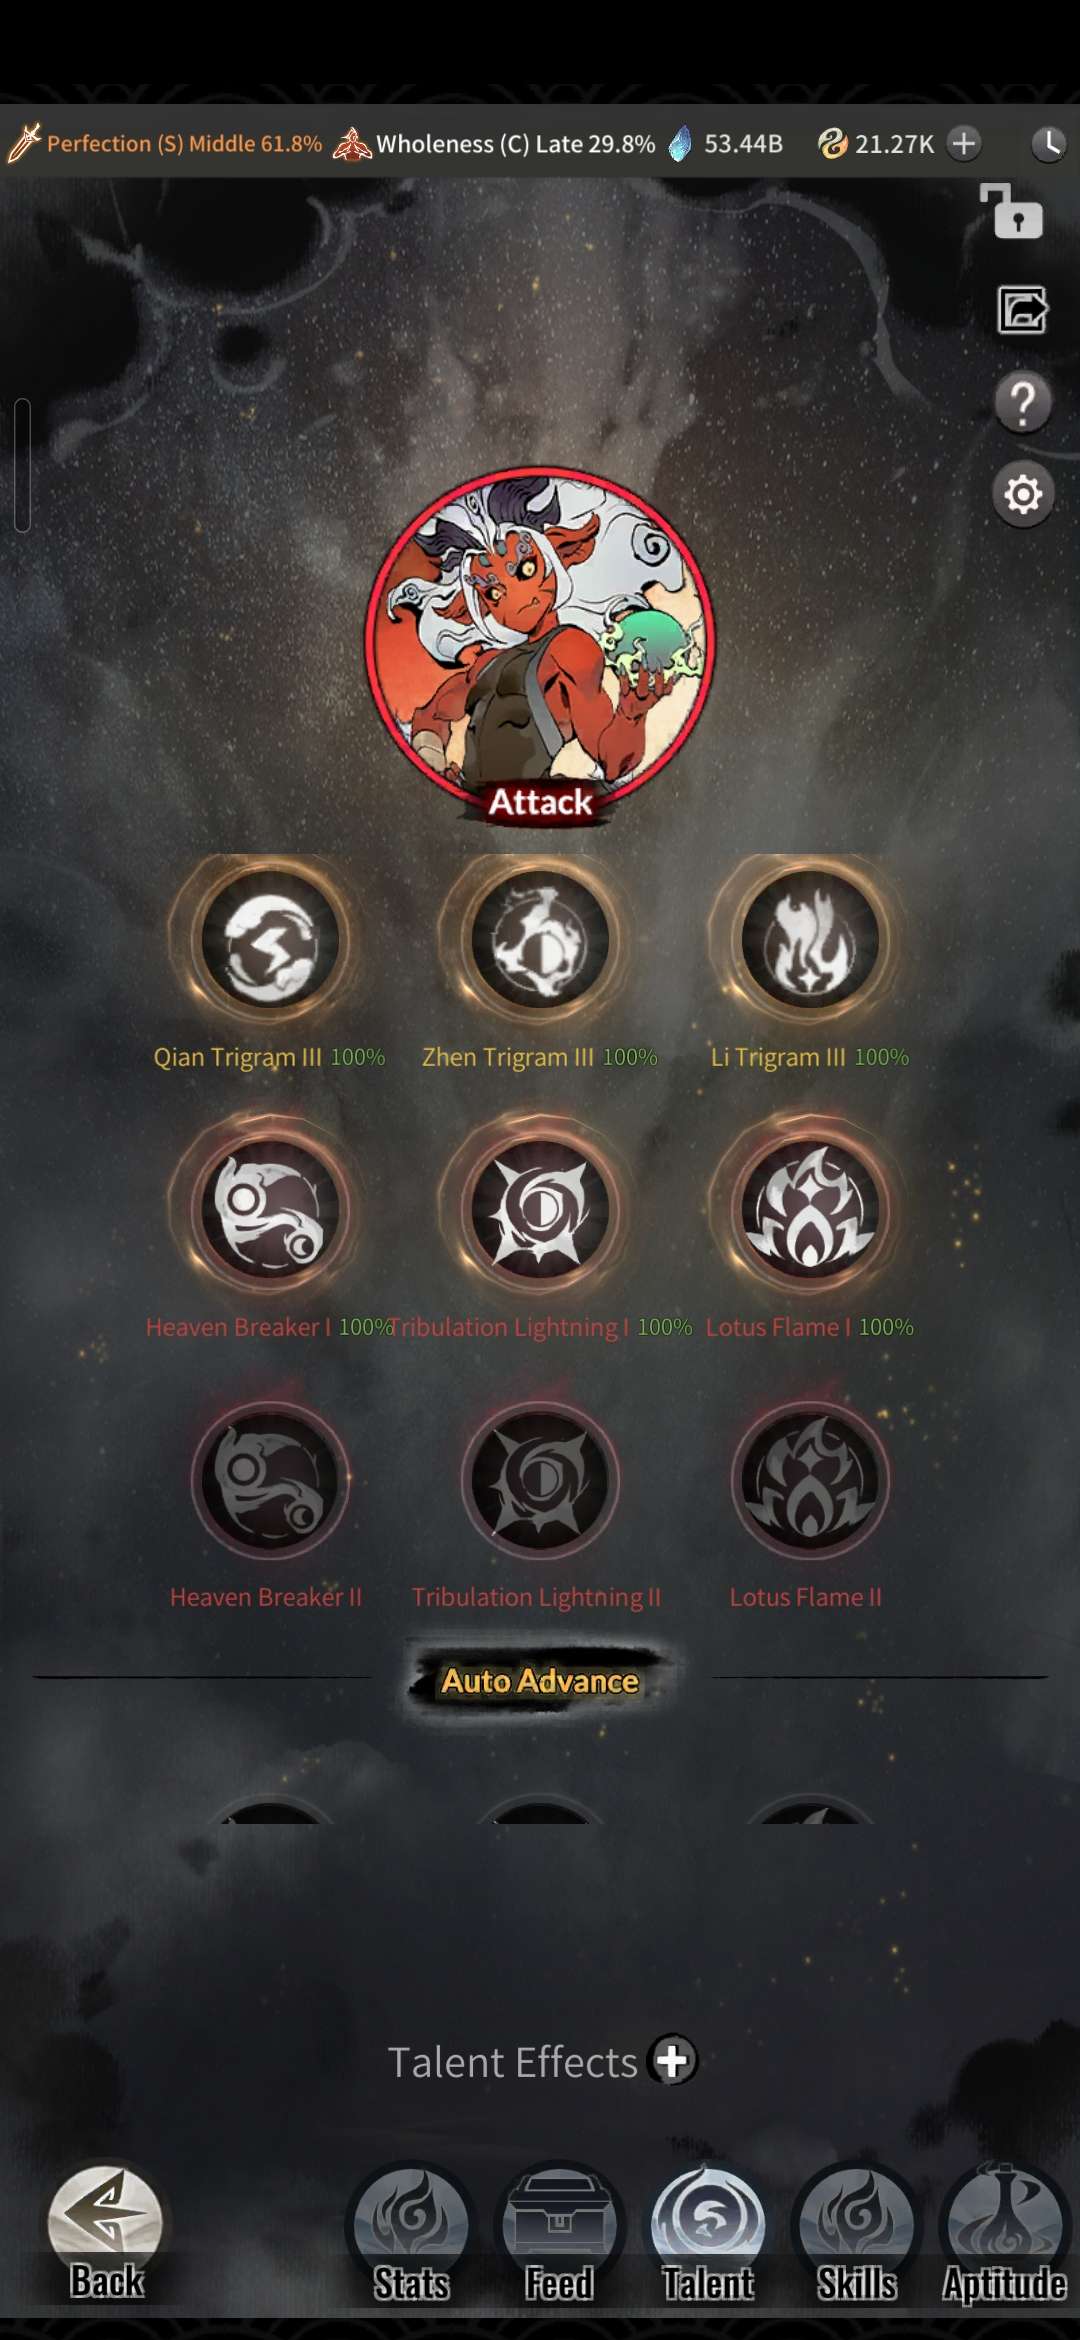 Perfection (S) Middle 61.8% Wholeness (C) Late 29.8% 53.44B 21.27K
Attack
Qian Trigram III 100% Zhen Trigram III 100% Li Trigram III 100%
Heaven Breaker I 100% Tribulation Lightning I 100% Lotus Flame I 100%
Heaven Breaker II Tribulation Lightning II Lotus Flame II
Auto Advance
Talent Effects
Back Stats Feed Talent Skills Aptitude